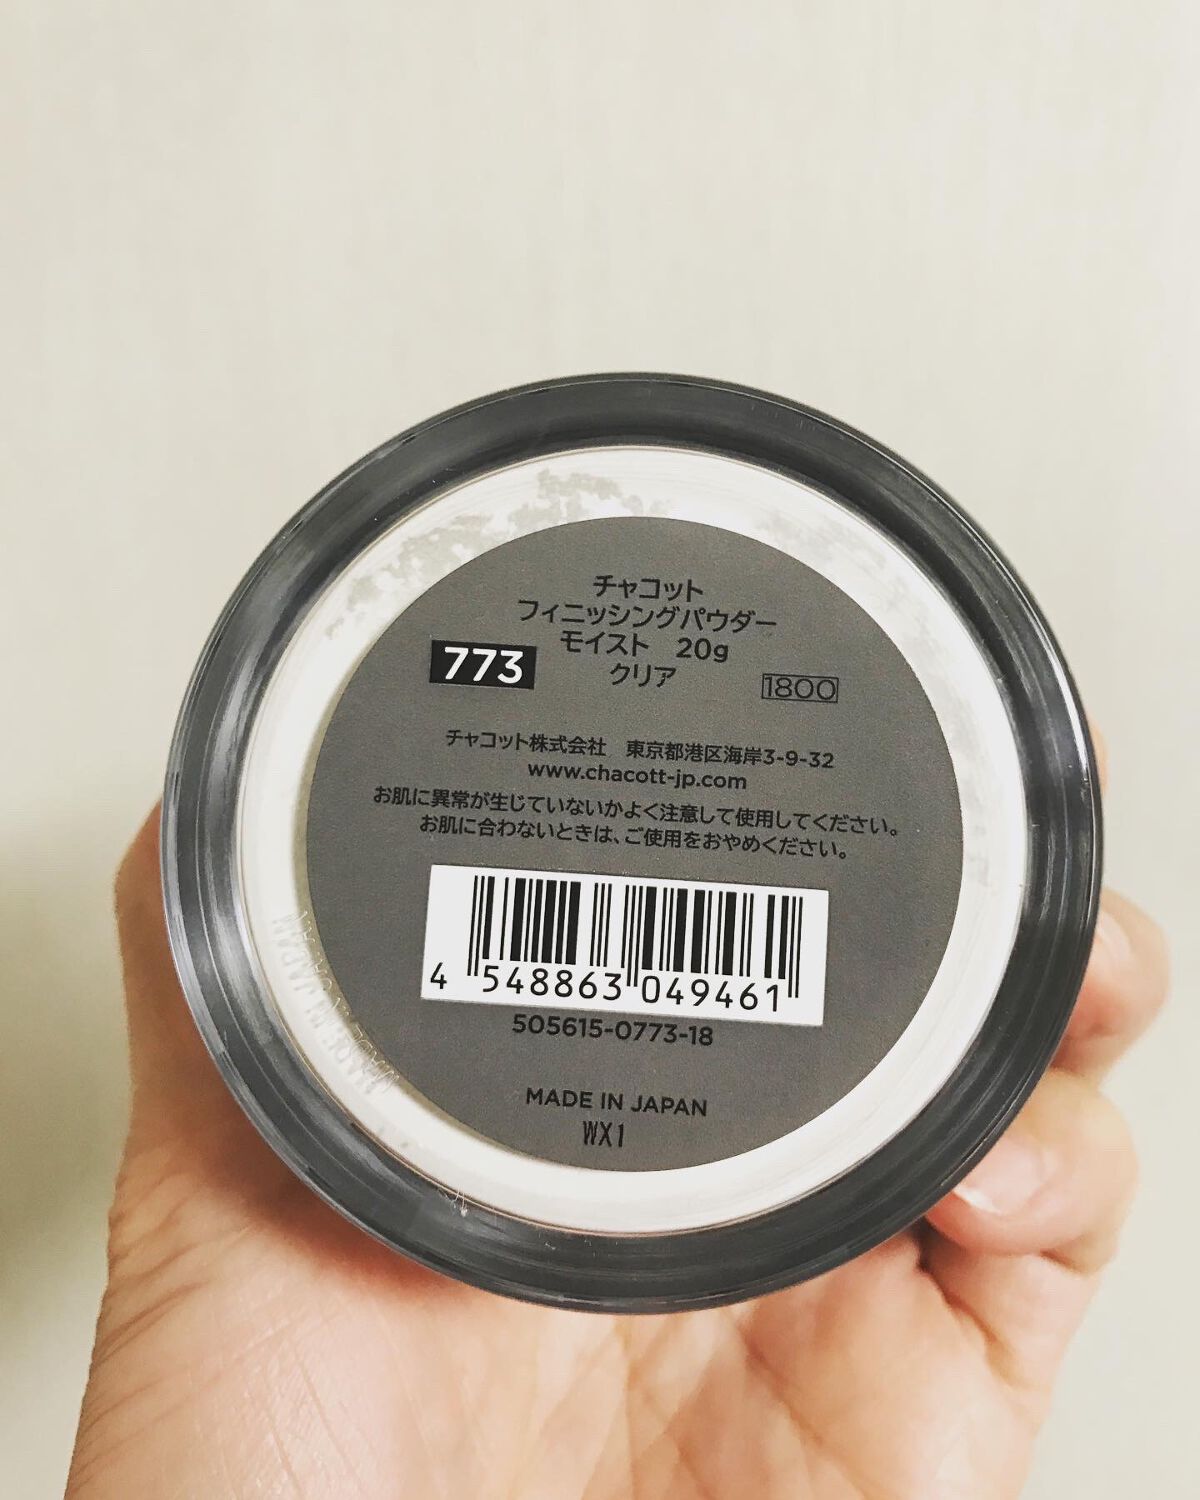 チャコット
フィニッシングパウダー
モイスト 20g
773
クリア
1800
チャコット株式会社 東京都港区海岸3-9-32
www.chacott-jp.com
お肌に異常が生じていないかよく注意して使用してください。
お肌に合わないときは、ご使用をおやめください。
4 548863 049461
505615-0773-18
MADE IN JAPAN
WX1
MADE IN JAPAN